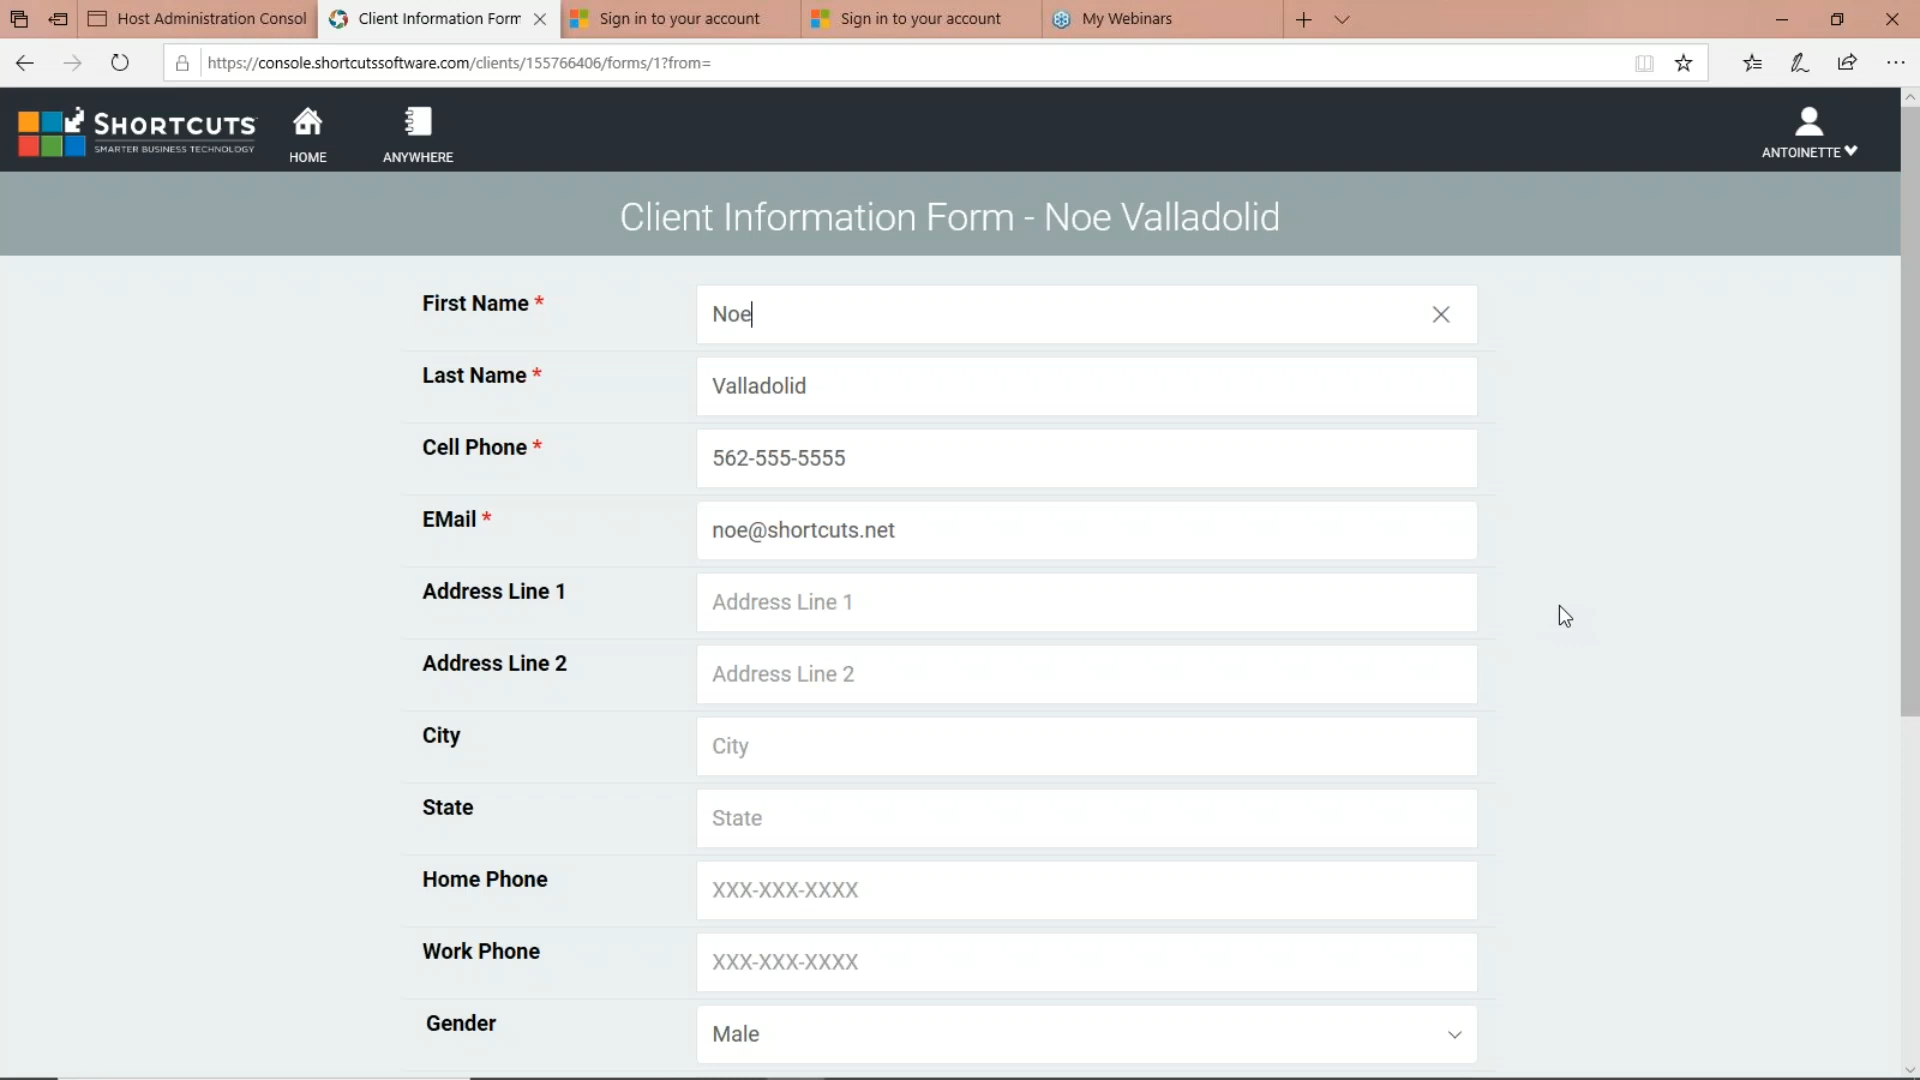 Host Administration Consol
Client Information Form
Sign in to your account
Sign in to your account
My Webinars
https://console.shortcutssoftware.com/clients/155766406/forms/1?from=
SHORTCUTS
SMARTER BUSINESS TECHNOLOGY
HOME
ANYWHERE
ANTOINETTE
Client Information Form - Noe Valladolid
First Name * Noe
Last Name * Valladolid
Cell Phone * 562-555-5555
EMail * noe@shortcuts.net
Address Line 1 Address Line 1
Address Line 2 Address Line 2
City City
State State
Home Phone XXX-XXX-XXXX
Work Phone XXX-XXX-XXXX
Gender Male